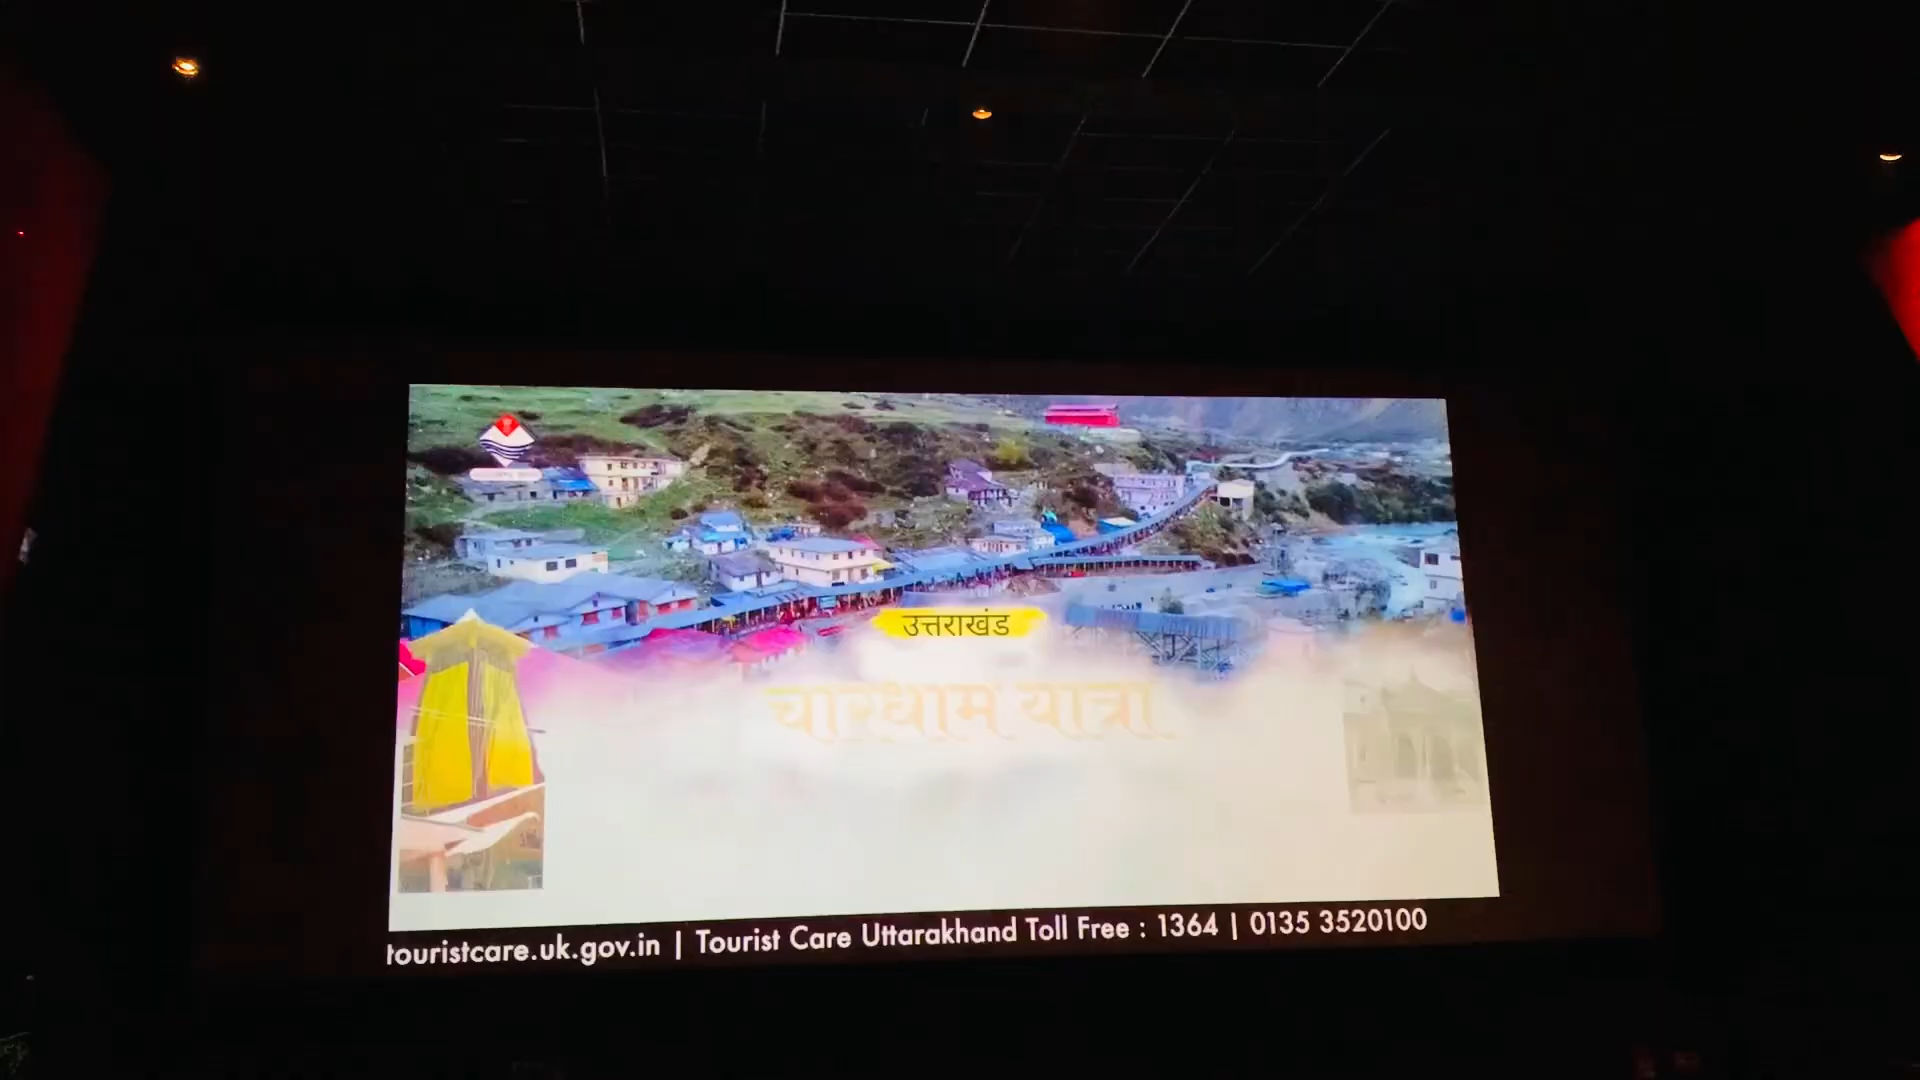 उत्तराखंड
चारधाम यात्रा
touristcare.uk.gov.in | Tourist Care Uttarakhand Toll Free : 1364 | 0135 3520100